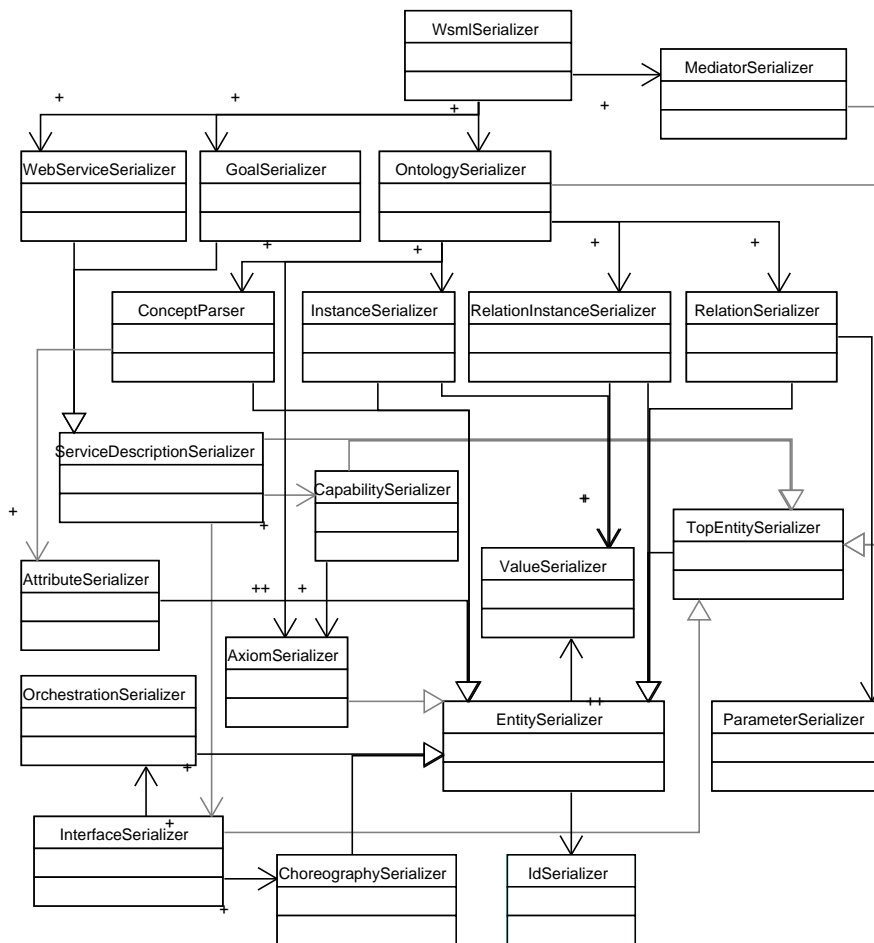 WsmlSerializer
MediatorSerializer
+
+
+
+
WebServiceSerializer
GoalSerializer
OntologySerializer
+
+
+
+
ConceptParser
InstanceSerializer
RelationInstanceSerializer
RelationSerializer
ServiceDescriptionSerializer
CapabilitySerializer
+
+
+
TopEntitySerializer
ValueSerializer
AttributeSerializer
++
+
AxiomSerializer
OrchestrationSerializer
++
EntitySerializer
ParameterSerializer
+
+
InterfaceSerializer
ChoreographySerializer
IdSerializer
+